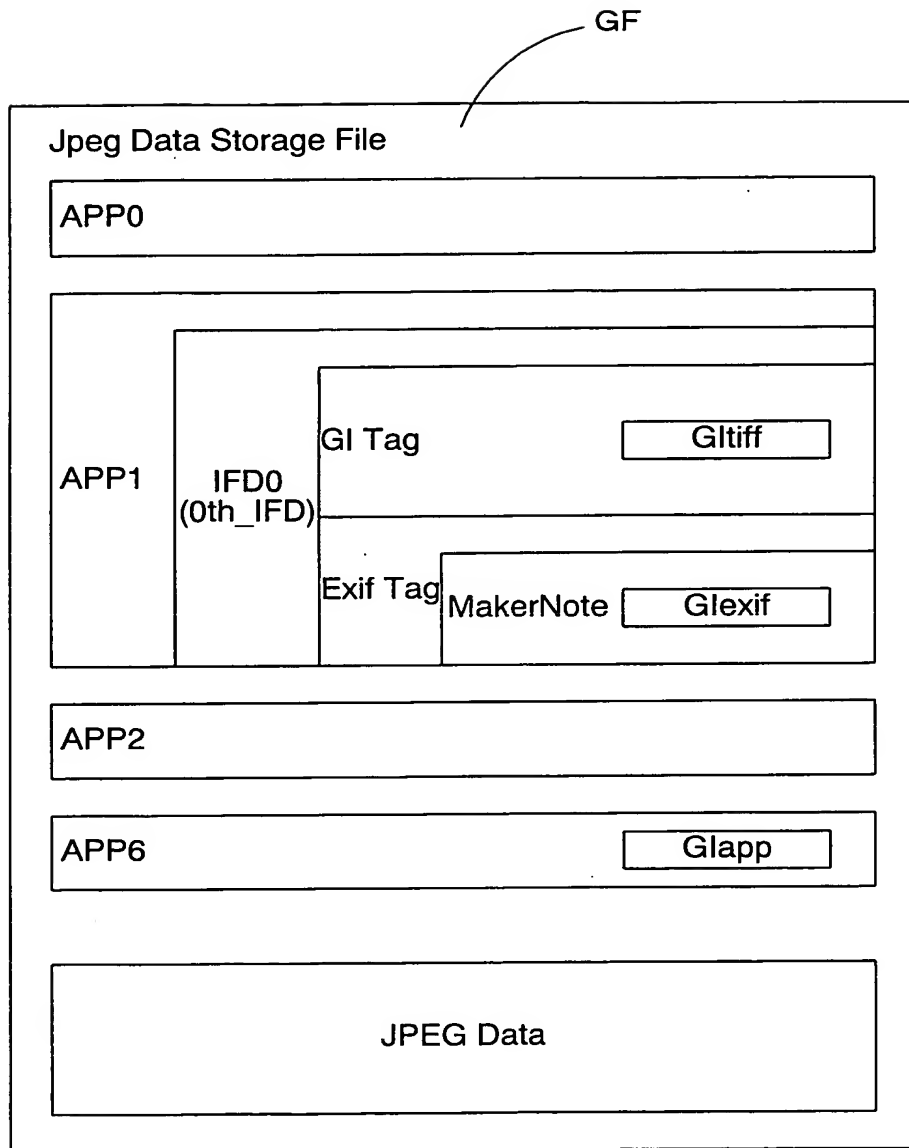 GF
Jpeg Data Storage File
APP0
APP1
IFD0
(0th_IFD)
GI Tag
GItiff
Exif Tag
MakerNote
GIexif
APP2
APP6
GIapp
JPEG Data